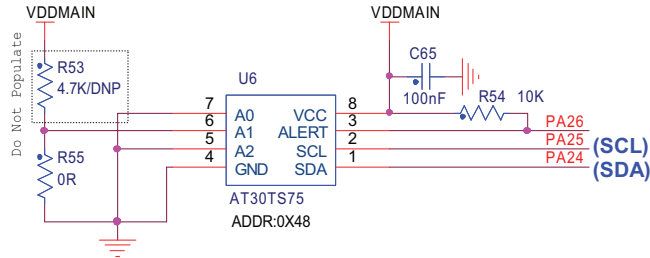 VDDMAIN
VDDMAIN
Do Not Populate
R53
4.7K/DNP
C65
100nF
U6
R54 10K
7 A0 VCC 8
6 A1 ALERT 3 PA26
5 A2 SCL 2 PA25 (SCL)
4 GND SDA 1 PA24 (SDA)
R55
0R
AT30TS75
ADDR:0X48